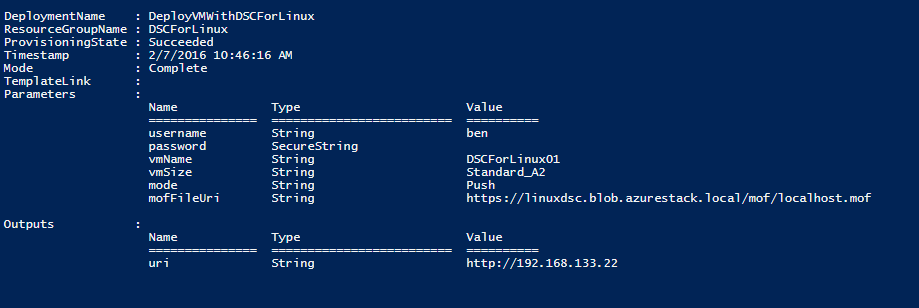 DeploymentName    : DeployVMWithDSCForLinux
ResourceGroupName : DSCForLinux
ProvisioningState : Succeeded
Timestamp         : 2/7/2016 10:46:16 AM
Mode              : Complete
TemplateLink      :
Parameters        :
                    Name             Type                       Value
                    ===============  =========================  ==========
                    username         String                     ben
                    password         SecureString
                    vmName           String                     DSCForLinux01
                    vmSize           String                     Standard_A2
                    mode             String                     Push
                    mofFileUri       String                     https://linuxdsc.blob.azurestack.local/mof/localhost.mof
Outputs           :
                    Name             Type                       Value
                    ===============  =========================  ==========
                    uri              String                     http://192.168.133.22